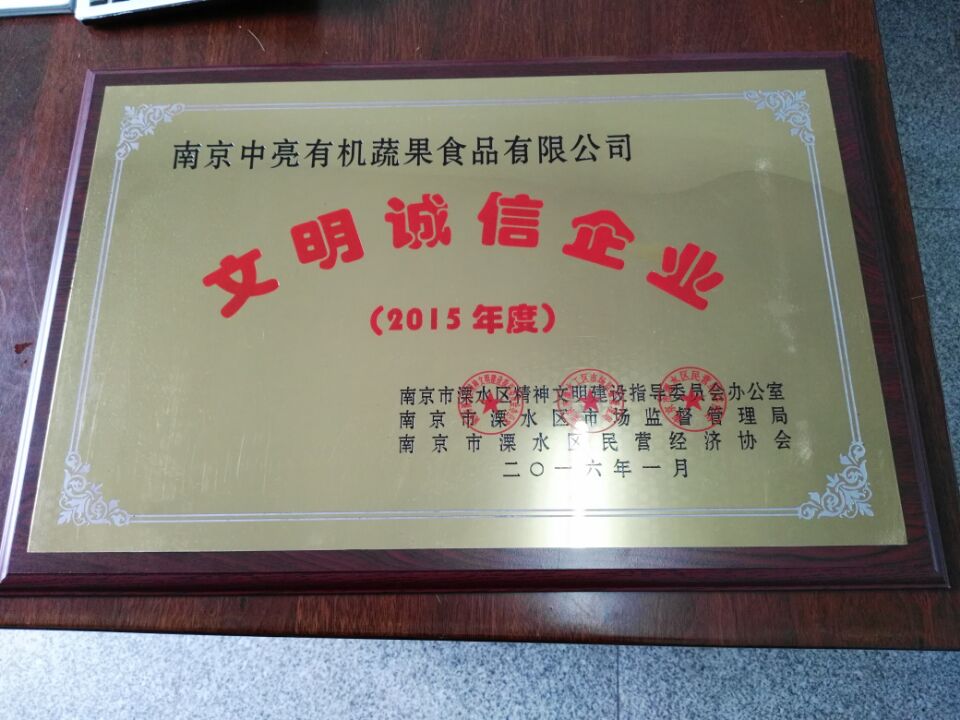 南京中亮有机蔬果食品有限公司
文明诚信企业
（2015年度）
南京市溧水区精神文明建设指导委员会办公室
南京市溧水区市场监督管理局
南京市溧水区民营经济协会
二〇一六年一月